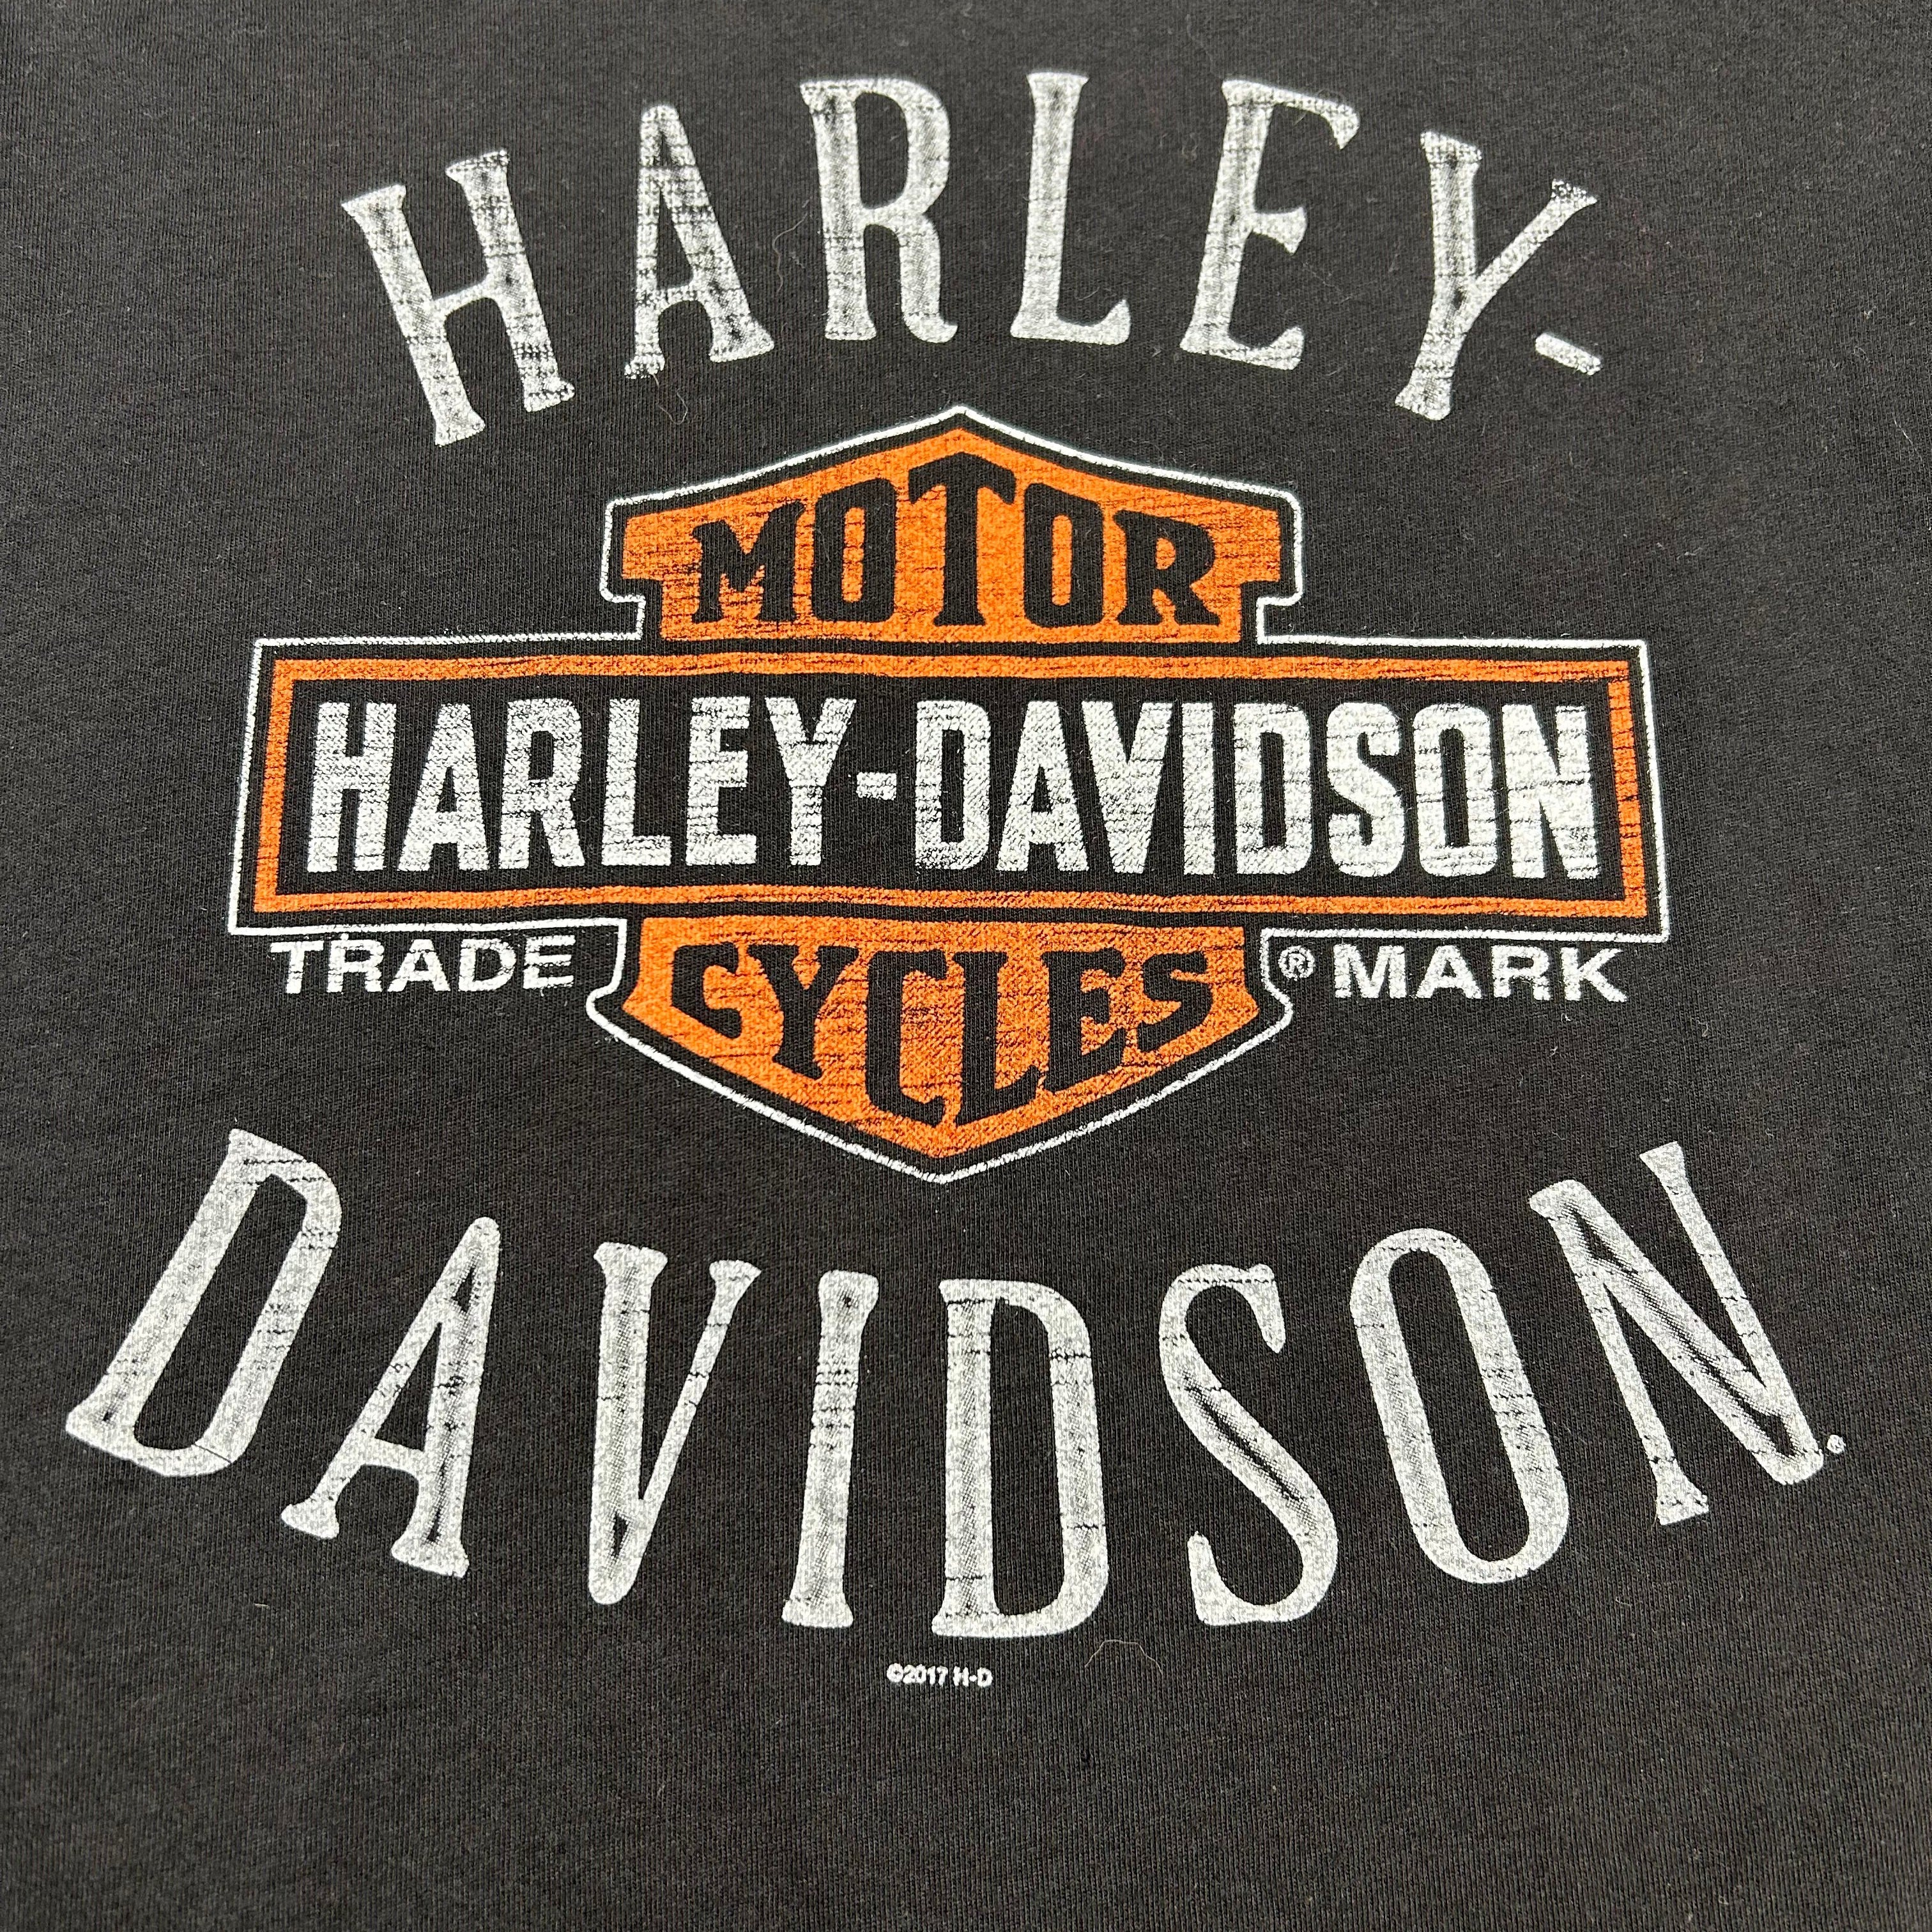 HARLEY-
MOTOR
HARLEY-DAVIDSON
TRADE ® MARK
CYCLES
DAVIDSON
©2017 H-D